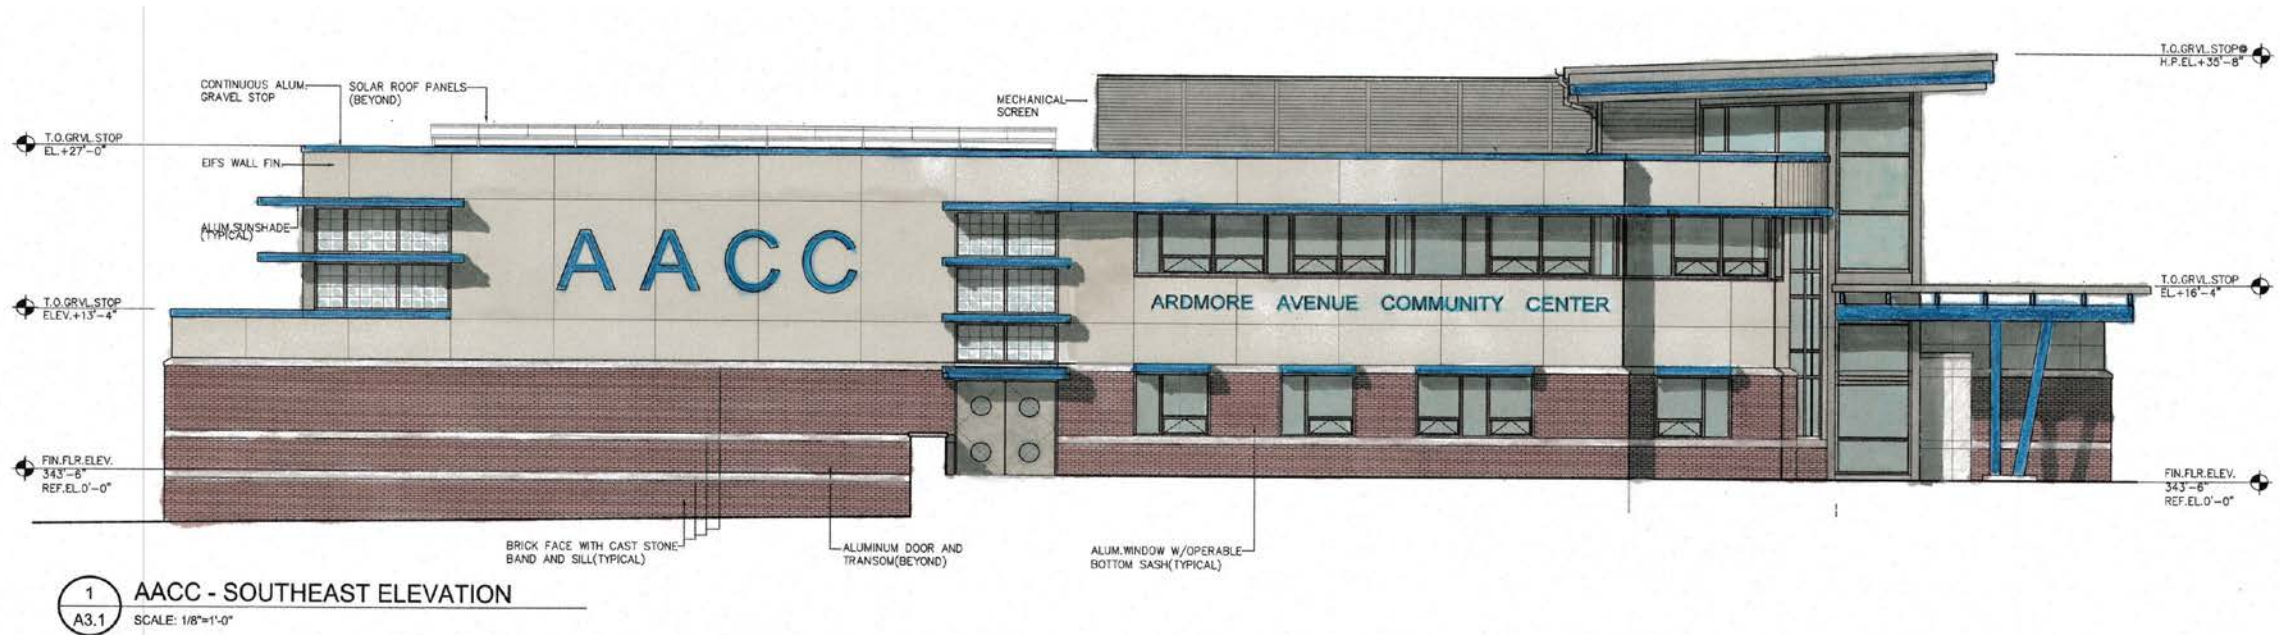 CONTINUOUS ALUM.
GRAVEL STOP
SOLAR ROOF PANELS
(BEYOND)
MECHANICAL
SCREEN
T.O.GRVL.STOP@
H.P.EL.+35'-8"
T.O.GRVL.STOP
EL.+27'-0"
EIFS WALL FIN.
ALUM.SUNSHADE
(TYPICAL)
AACC
ARDMORE AVENUE COMMUNITY CENTER
T.O.GRVL.STOP
ELEV.+13'-4"
T.O.GRVL.STOP
EL.+16'-4"
FIN.FLR.ELEV.
343'-6"
REF.EL.0'-0"
FIN.FLR.ELEV.
343'-6"
REF.EL.0'-0"
BRICK FACE WITH CAST STONE
BAND AND SILL(TYPICAL)
ALUMINUM DOOR AND
TRANSOM(BEYOND)
ALUM.WINDOW W/OPERABLE
BOTTOM SASH(TYPICAL)
1
A3.1
AACC - SOUTHEAST ELEVATION
SCALE: 1/8"=1'-0"